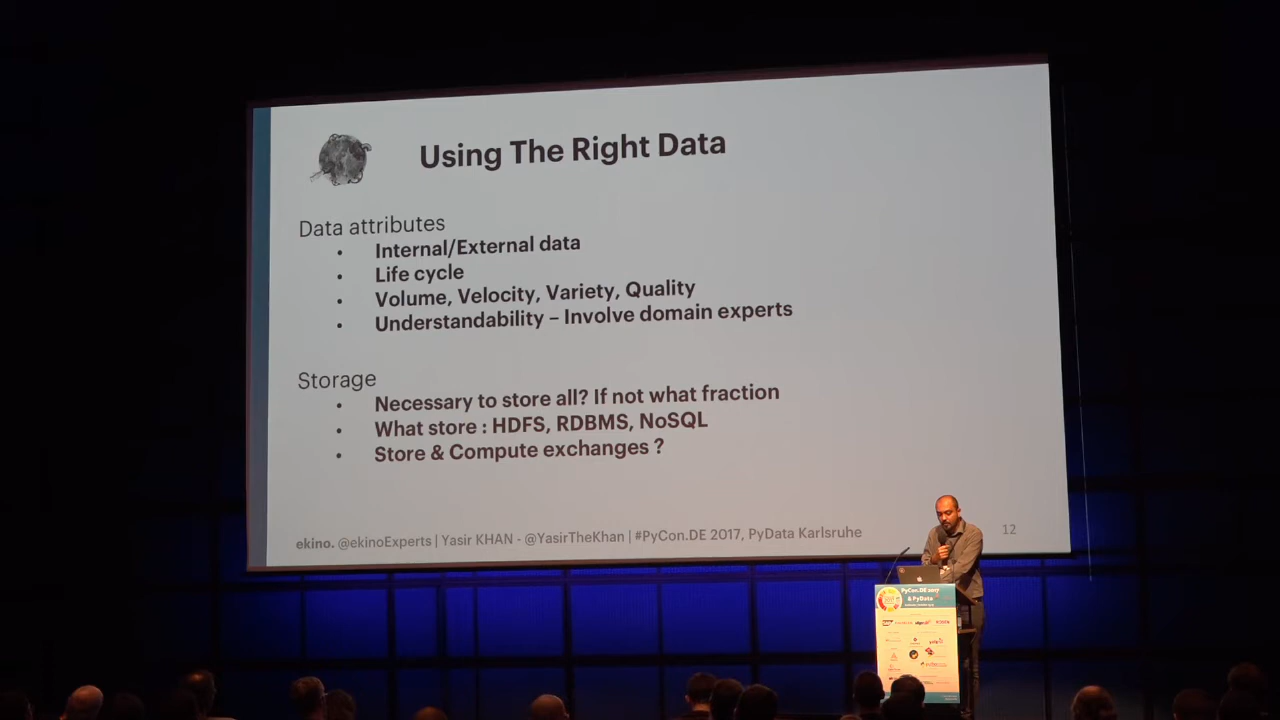 Using The Right Data
Data attributes
• Internal/External data
• Life cycle
• Volume, Velocity, Variety, Quality
• Understandability – Involve domain experts
Storage
• Necessary to store all? If not what fraction
• What store : HDFS, RDBMS, NoSQL
• Store & Compute exchanges ?
ekino. @ekinoExperts | Yasir KHAN - @YasirTheKhan | #PyCon.DE 2017, PyData Karlsruhe
12
PyCon.DE 2017
& PyData